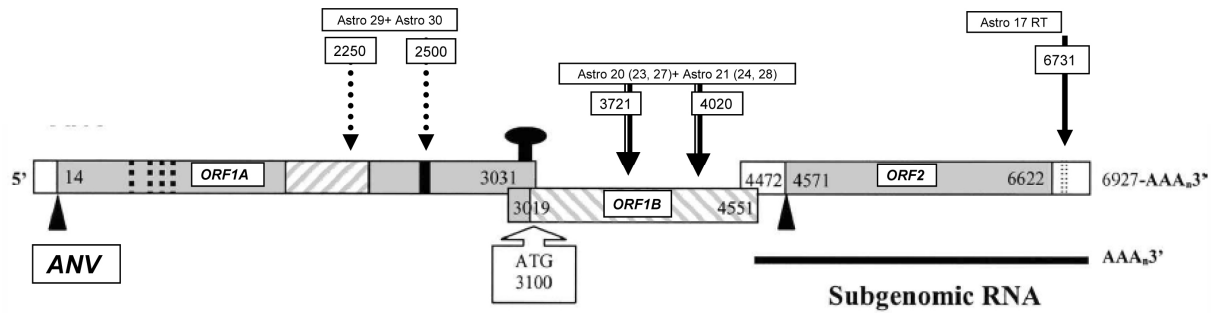 Astro 29+ Astro 30
2250
2500
Astro 20 (23, 27)+ Astro 21 (24, 28)
3721
4020
Astro 17 RT
6731
5’
14
ORF1A
3031
3019
ORF1B
4551
4472
4571
ORF2
6622
6927-AAAn3’
ANV
ATG
3100
AAAn3’
Subgenomic RNA